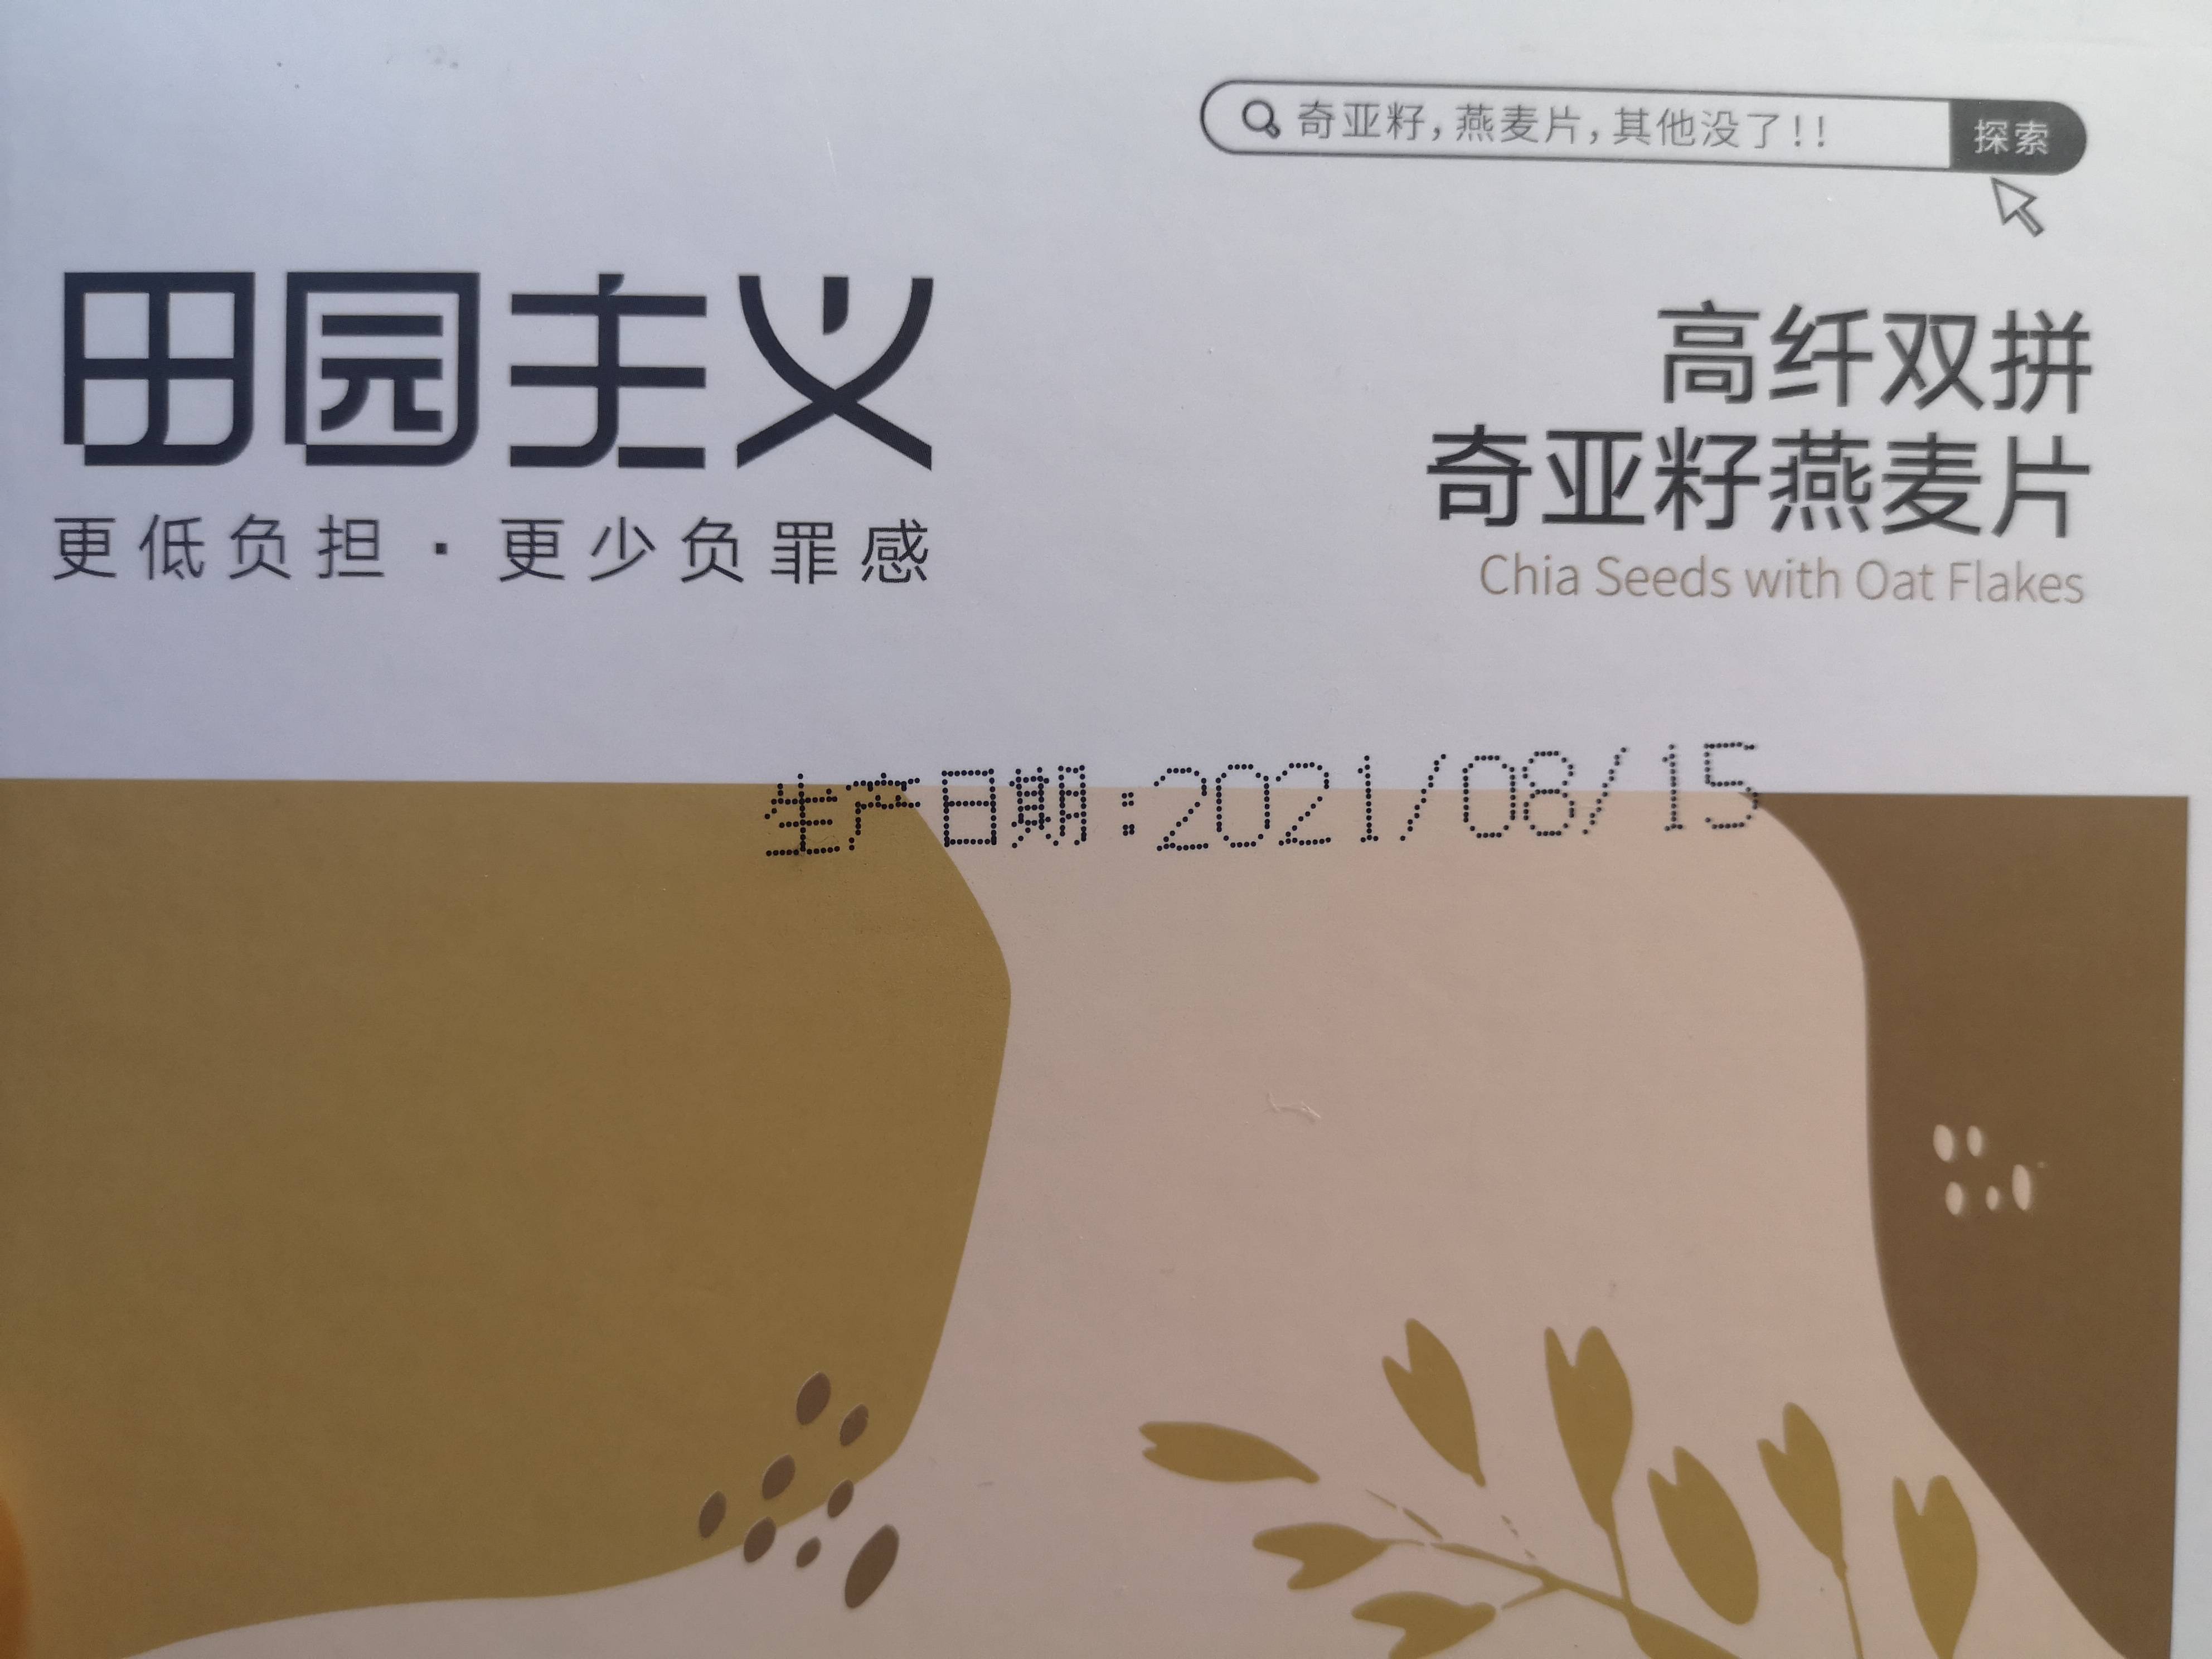 奇亚籽，燕麦片，其他没了！！ 探索
田园主义
更低负担·更少负罪感
高纤双拼
奇亚籽燕麦片
Chia Seeds with Oat Flakes
生产日期:2021/08/15